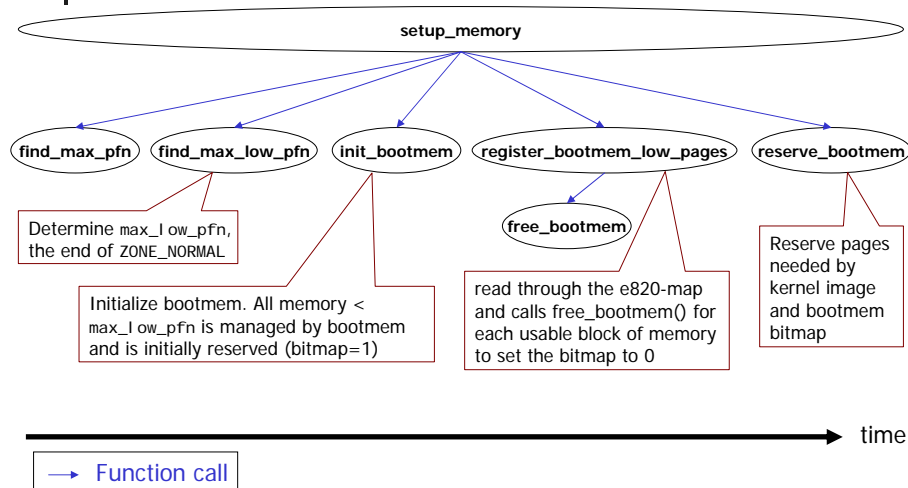 setup_memory
find_max_pfn
find_max_low_pfn
init_bootmem
register_bootmem_low_pages
reserve_bootmem
free_bootmem
Determine max_low_pfn,
the end of ZONE_NORMAL
Initialize bootmem. All memory <
max_low_pfn is managed by bootmem
and is initially reserved (bitmap=1)
read through the e820-map
and calls free_bootmem() for
each usable block of memory
to set the bitmap to 0
Reserve pages
needed by
kernel image
and bootmem
bitmap
time
Function call